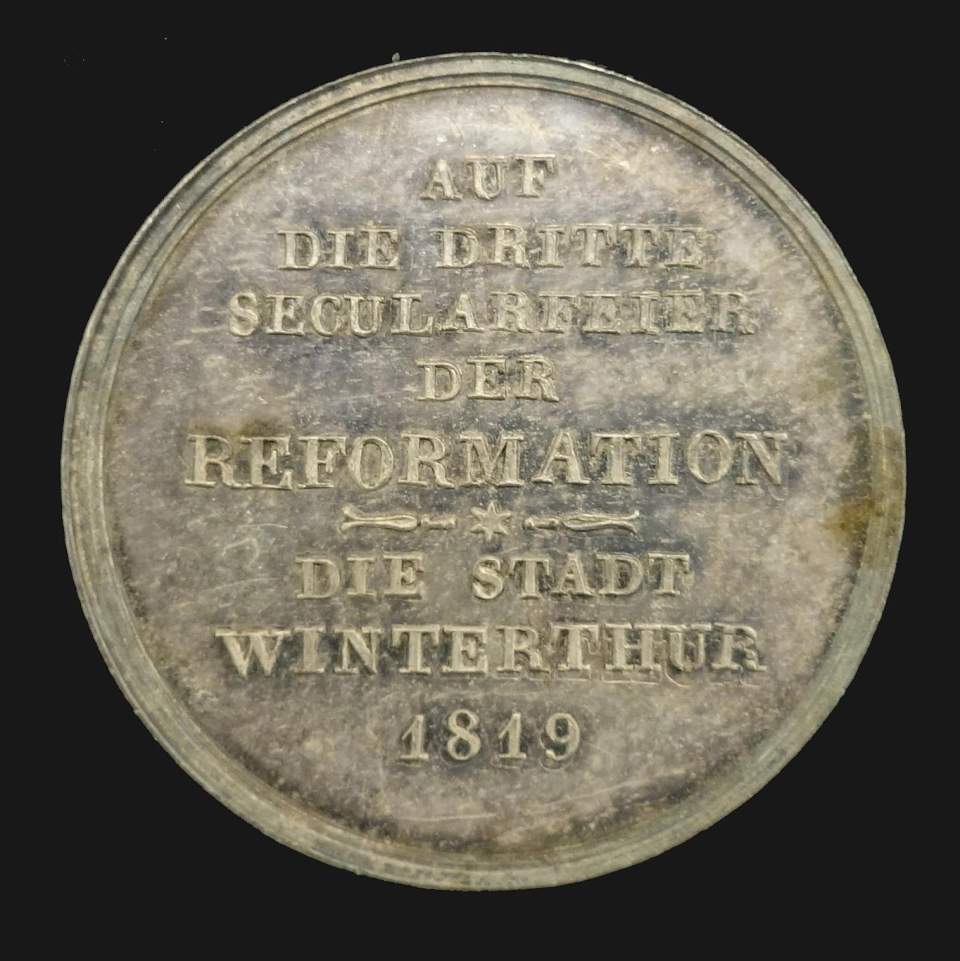 AUF
DIE DRITTE
SECULARFEIER
DER
REFORMATION
DIE STADT
WINTERTHUR
1819